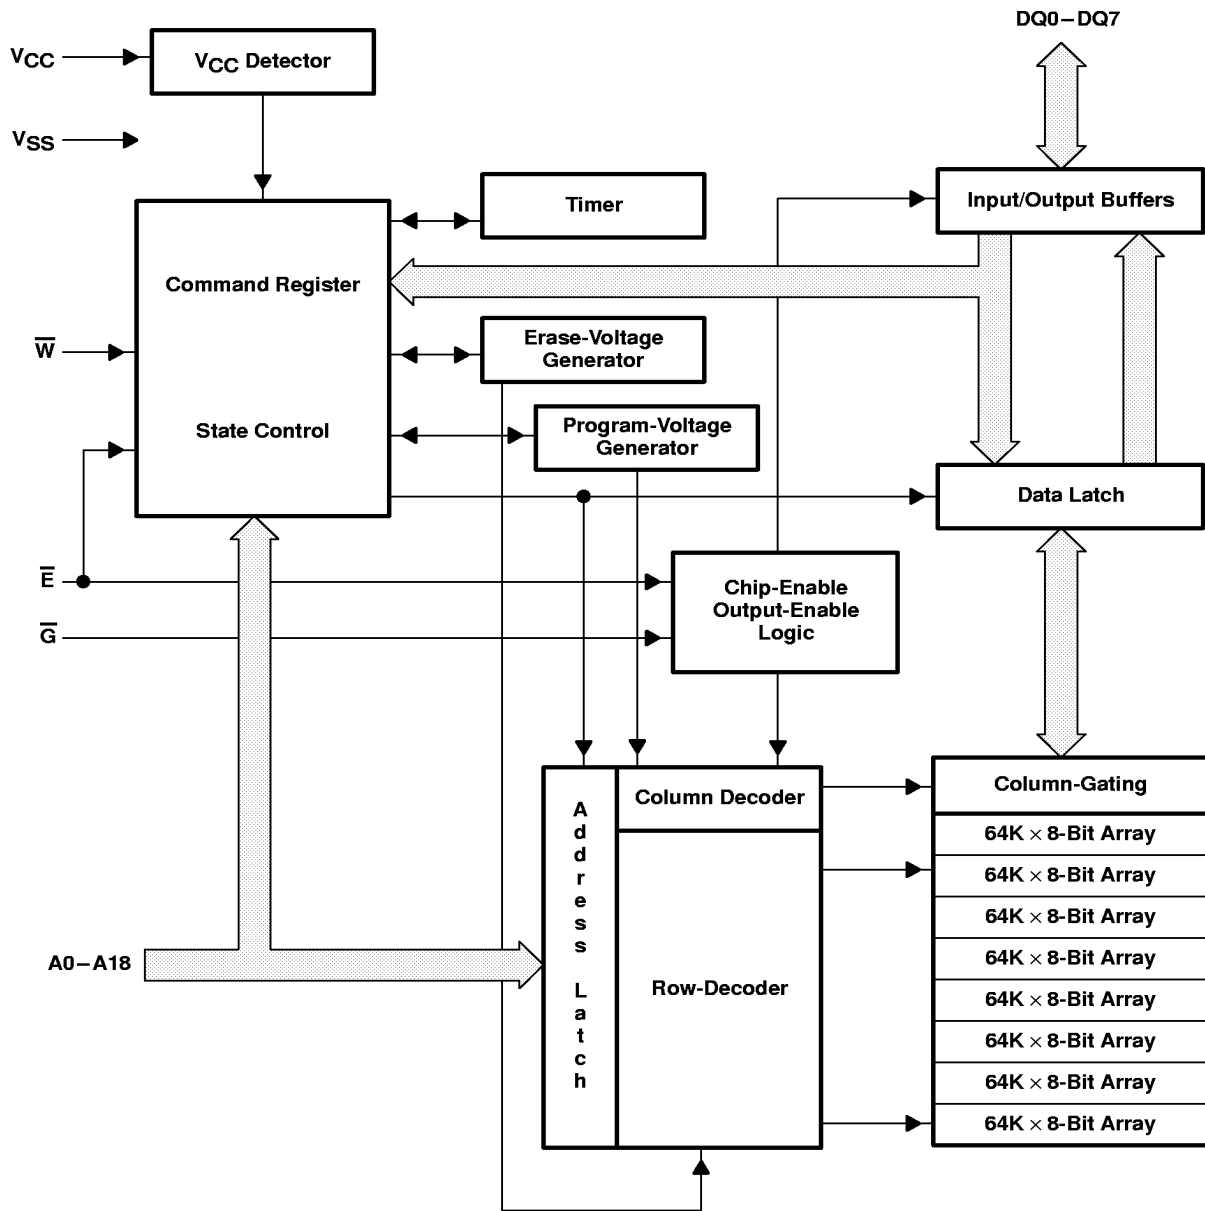 DQ0–DQ7
VCC
VCC Detector
VSS
Timer
Input/Output Buffers
Command Register
W̅
Erase-Voltage
Generator
State Control
Program-Voltage
Generator
Data Latch
E̅
Chip-Enable
Output-Enable
Logic
G̅
Column Decoder
Column-Gating
Address Latch
64K × 8-Bit Array
64K × 8-Bit Array
64K × 8-Bit Array
64K × 8-Bit Array
64K × 8-Bit Array
64K × 8-Bit Array
64K × 8-Bit Array
64K × 8-Bit Array
A0–A18
Row-Decoder